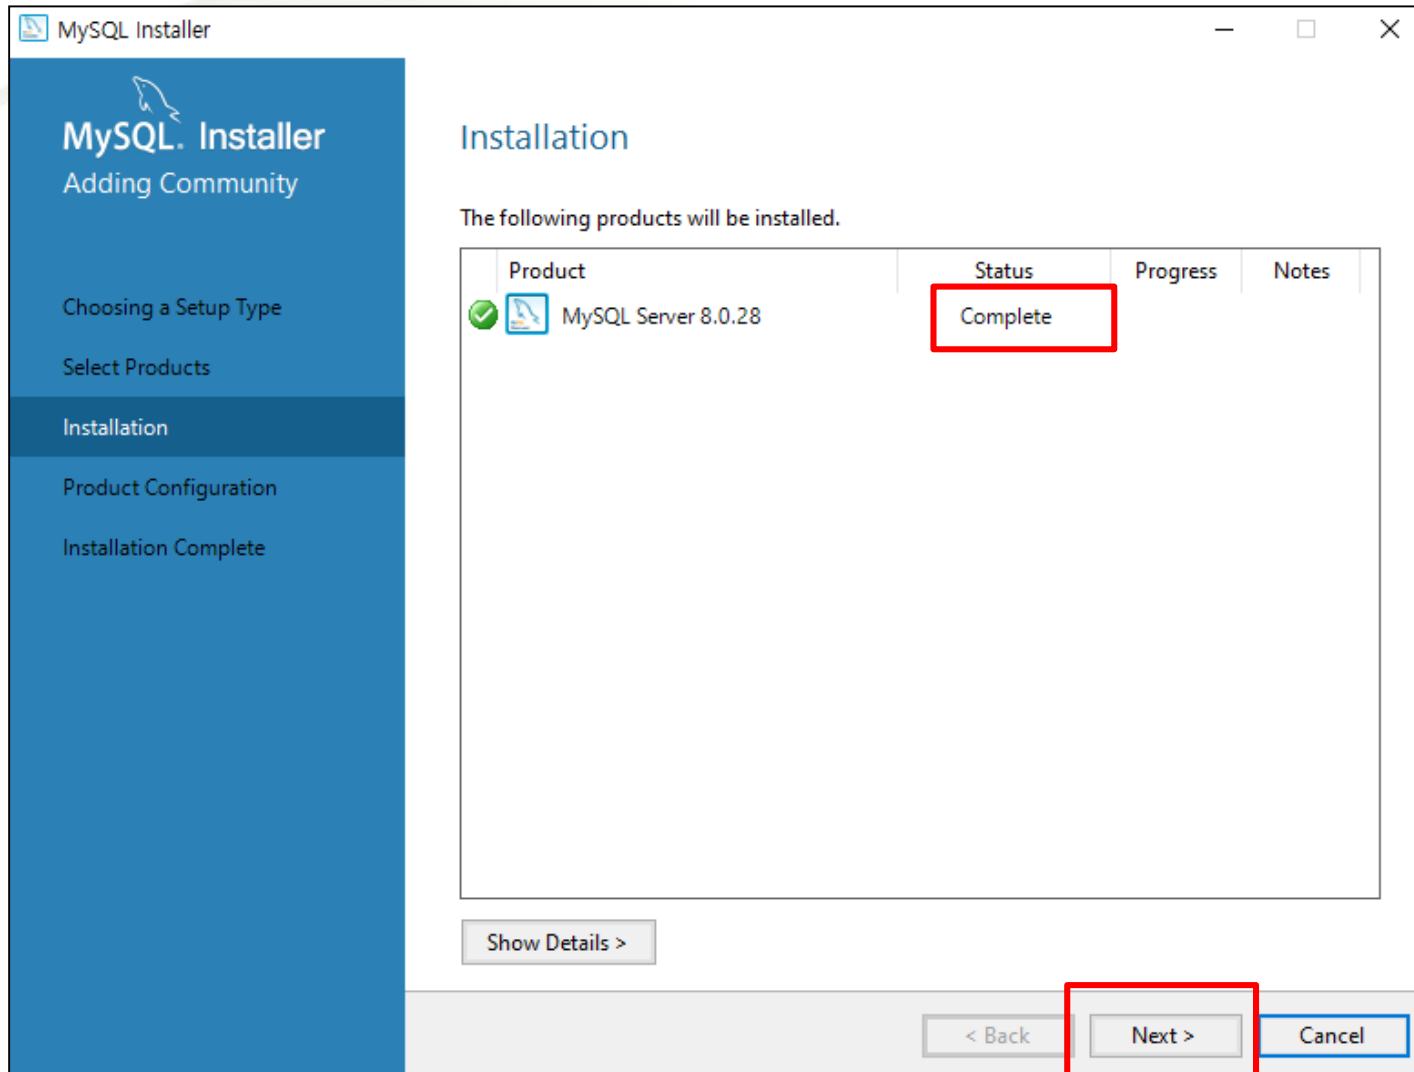 MySQL Installer
MySQL. Installer
Adding Community
Choosing a Setup Type
Select Products
Installation
Product Configuration
Installation Complete
Installation
The following products will be installed.
Product Status Progress Notes
MySQL Server 8.0.28 Complete
Show Details >
< Back Next > Cancel